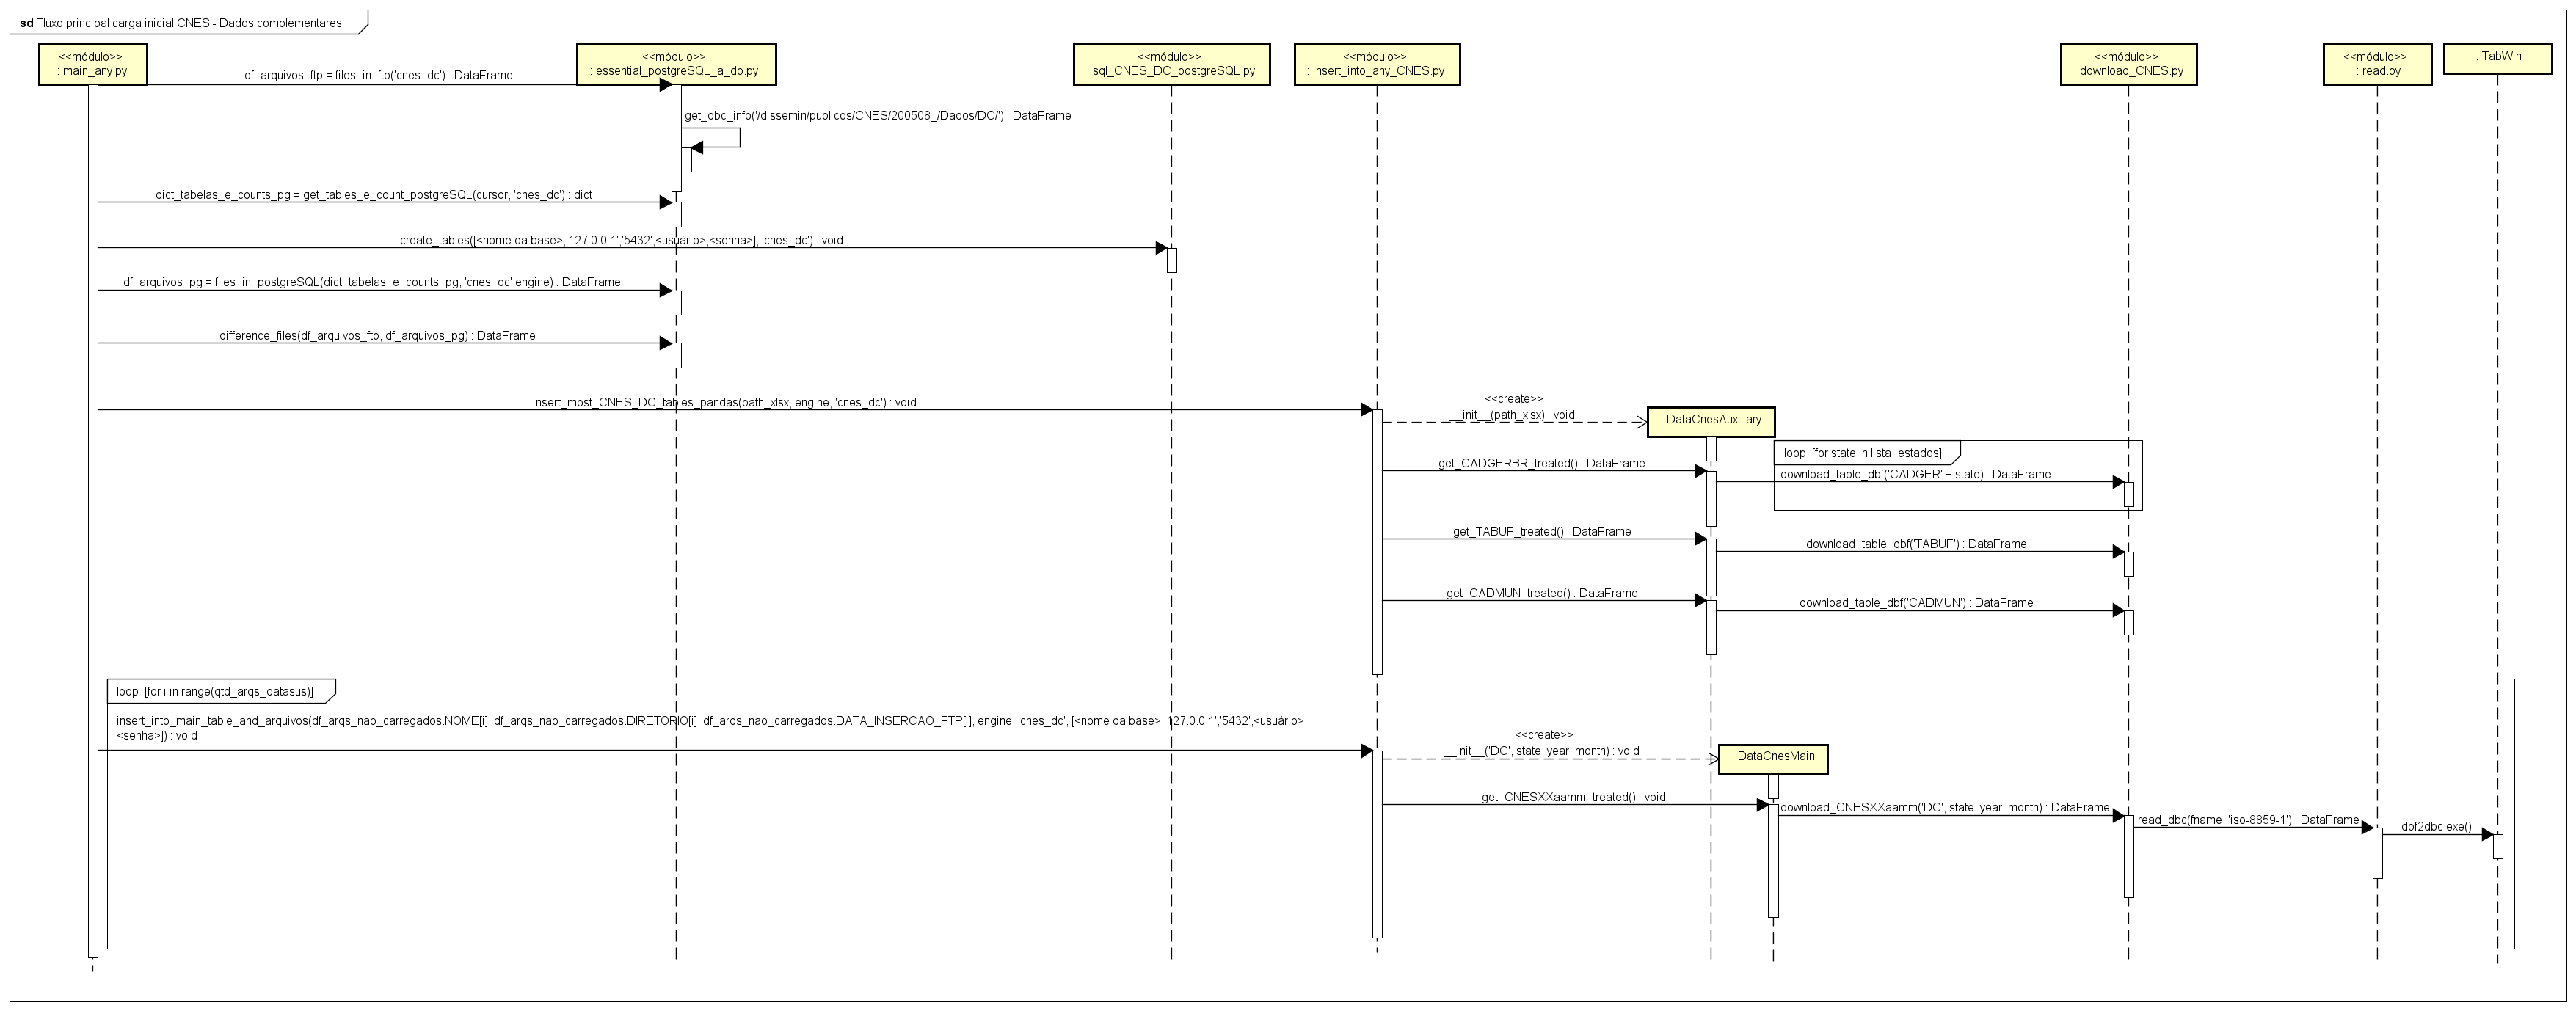 sd Fluxo principal carga inicial CNES - Dados complementares
<<módulo>>
: main_any.py
<<módulo>>
: essential_postgreSQL_a_db.py
<<módulo>>
: sql_CNES_DC_postgreSQL.py
<<módulo>>
: insert_into_any_CNES.py
<<módulo>>
: download_CNES.py
<<módulo>>
: read.py
: TabWin
df_arquivos_ftp = files_in_ftp('cnes_dc') : DataFrame
get_dbc_info('/dissemin/publicos/CNES/200508_/Dados/DC/') : DataFrame
dict_tabelas_e_counts_pg = get_tables_e_count_postgreSQL(cursor, 'cnes_dc') : dict
create_tables([<nome da base>,'127.0.0.1','5432',<usuário>,<senha>], 'cnes_dc') : void
df_arquivos_pg = files_in_postgreSQL(dict_tabelas_e_counts_pg, 'cnes_dc',engine) : DataFrame
difference_files(df_arquivos_ftp, df_arquivos_pg) : DataFrame
insert_most_CNES_DC_tables_pandas(path_xlsx, engine, 'cnes_dc') : void
<<create>>
__init__(path_xlsx) : void
: DataCnesAuxiliary
loop [for state in lista_estados]
get_CADGERBR_treated() : DataFrame
download_table_dbf('CADGER' + state) : DataFrame
get_TABUF_treated() : DataFrame
download_table_dbf('TABUF') : DataFrame
get_CADMUN_treated() : DataFrame
download_table_dbf('CADMUN') : DataFrame
loop [for i in range(qtd_arqs_datasus)]
insert_into_main_table_and_arquivos(df_arqs_nao_carregados.NOME[i], df_arqs_nao_carregados.DIRETORIO[i], df_arqs_nao_carregados.DATA_INSERCAO_FTP[i], engine, 'cnes_dc', [<nome da base>,'127.0.0.1','5432',<usuário>,
<senha>]) : void
<<create>>
__init__('DC', state, year, month) : void
: DataCnesMain
get_CNESXXaamm_treated() : void
download_CNESXXaamm('DC', state, year, month) : DataFrame
read_dbc(fname, 'iso-8859-1') : DataFrame
dbf2dbc.exe()